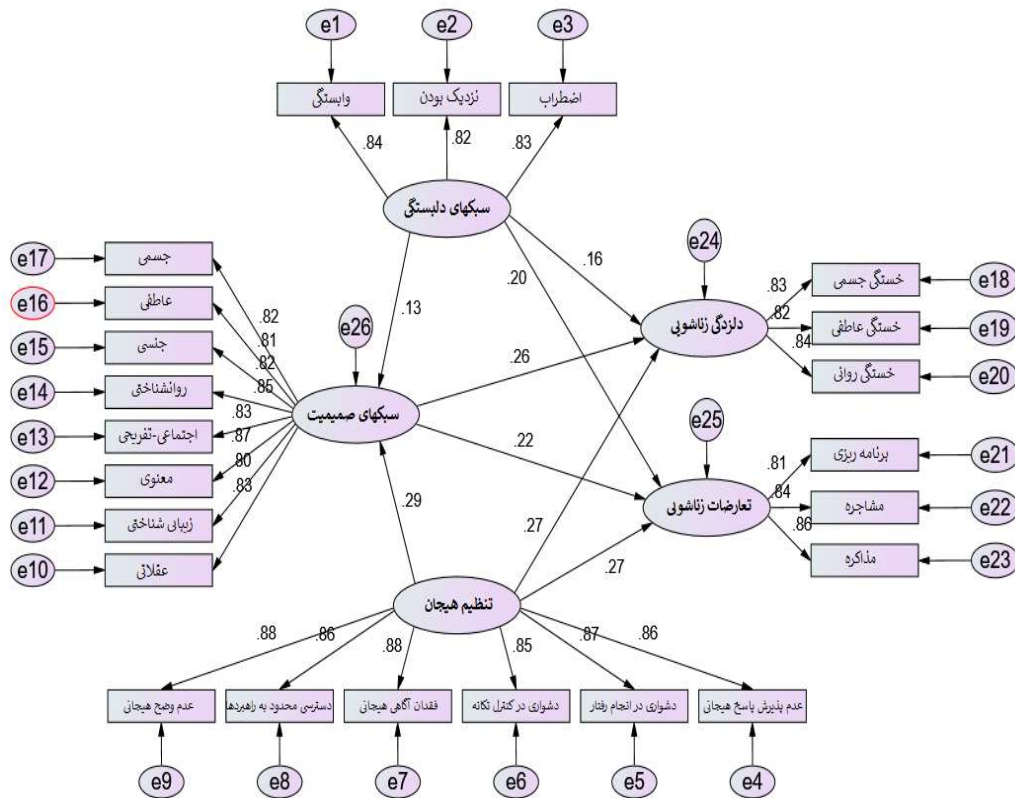 e1
e2
e3
وابستگی
نزدیک بودن
اضطراب
.84
.82
.83
سبکهای دلبستگی
e24
.16
.20
.13
e17
جسمی
e16
عاطفی
e15
جنسی
e14
روانشناختی
e13
اجتماعی-تفریحی
e12
معنوی
e11
زیبایی شناختی
e10
عقلاتی
.82
.81
.82
.85
.83
.87
.80
.83
e26
سبکهای صمیمیت
.26
.22
.29
.27
.27
دلزدگی زناشویی
.83
.82
.84
خستگی جسمی
e18
خستگی عاطفی
e19
خستگی روانی
e20
e25
تعارضات زناشویی
.81
.84
.86
برنامه ریزی
e21
مشاجره
e22
مذاکره
e23
تنظیم هیجان
.88
.86
.88
.85
.87
.86
عدم وضح هیجانی
دسترسی محدود به راهبردها
فقدان آگاهی هیجانی
دشواری در کنترل تکانه
دشواری در انجام رفتار
عدم پذیرش پاسخ هیجانی
e9
e8
e7
e6
e5
e4